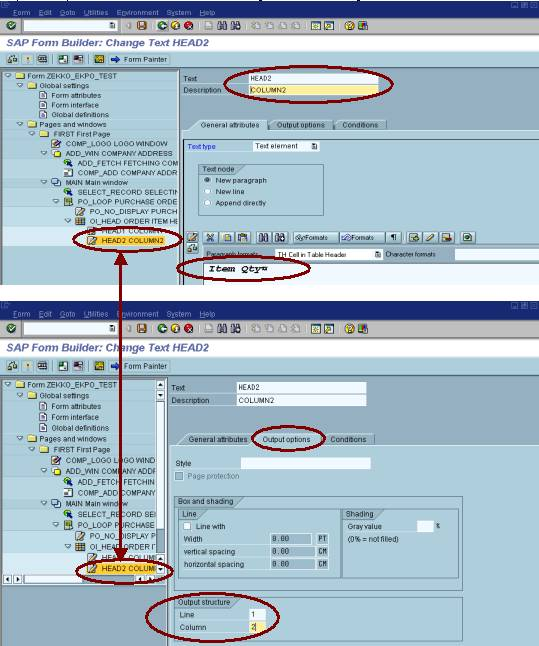 Form Edit Goto Utilities Environment System Help
SAP Form Builder: Change Text HEAD2
Form Painter
Form ZEKKO_EKPO_TEST
Global settings
Form attributes
Form interface
Global definitions
Pages and windows
FIRST First Page
COMP_LOGO LOGO WINDOW
ADD_WIN COMPANY ADDRESS
ADD_FETCH FETCHING COM
COMP_ADD COMPANY ADDR
MAIN Main window
SELECT_RECORD SELECTIN
PO_LOOP PURCHASE ORDE
PO_NO_DISPLAY PURCH
OI_HEAD ORDER ITEM HE
HEAD1 COLUMN
HEAD2 COLUMN2
Text HEAD2
Description COLUMN2
General attributes Output options Conditions
Text type Text element
Text node
New paragraph
New line
Append directly
Formats Formats
Paragraph formats TH Cell in Table Header Character formats
Item Qty¤
Form Edit Goto Utilities Environment System Help
SAP Form Builder: Change Text HEAD2
Form Painter
Form ZEKKO_EKPO_TEST
Global settings
Form attributes
Form interface
Global definitions
Pages and windows
FIRST First Page
COMP_LOGO LOGO WIND
ADD_WIN COMPANY ADDR
ADD_FETCH FETCHIN
COMP_ADD COMPANY
MAIN Main window
SELECT_RECORD SEI
PO_LOOP PURCHASE
PO_NO_DISPLAY P
OI_HEAD ORDER I
HEAD1 COLUM
HEAD2 COLUM
Text HEAD2
Description COLUMN2
General attributes Output options Conditions
Style
Page protection
Box and shading
Line
Line with
Width 0.00 PT
vertical spacing 0.00 CM
horizontal spacing 0.00 CM
Shading
Gray value %
(0% = not filled)
Output structure
Line 1
Column 2